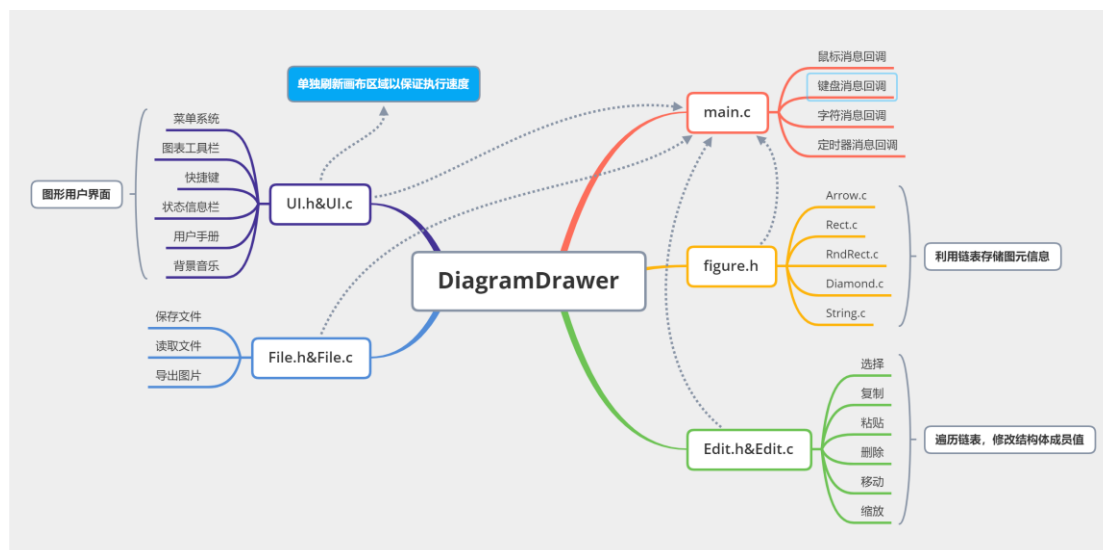 单独刷新画布区域以保证执行速度
菜单系统
图表工具栏
快捷键
状态信息栏
用户手册
背景音乐
图形用户界面
UI.h&UI.c
保存文件
读取文件
导出图片
File.h&File.c
DiagramDrawer
main.c
鼠标消息回调
键盘消息回调
字符消息回调
定时器消息回调
figure.h
Arrow.c
Rect.c
RndRect.c
Diamond.c
String.c
利用链表存储图元信息
Edit.h&Edit.c
选择
复制
粘贴
删除
移动
缩放
遍历链表，修改结构体成员值